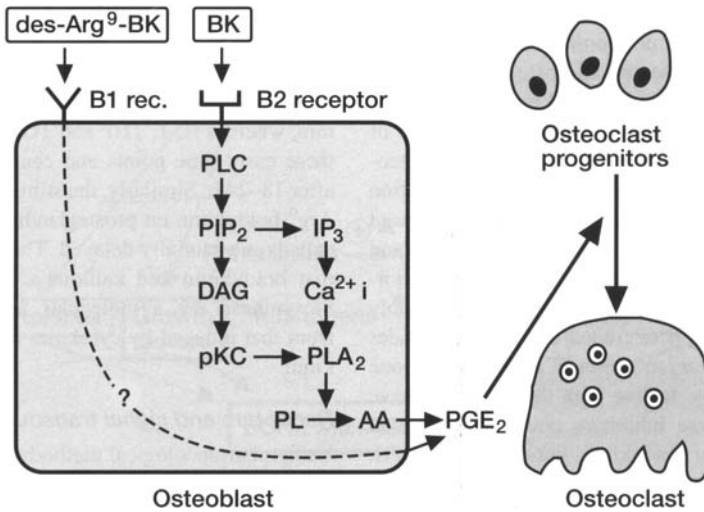 des-Arg⁹-BK
BK
B1 rec.
B2 receptor
PLC
PIP₂
IP₃
DAG
Ca²⁺ i
pKC
PLA₂
?
PL
AA
PGE₂
Osteoblast
Osteoclast
progenitors
Osteoclast